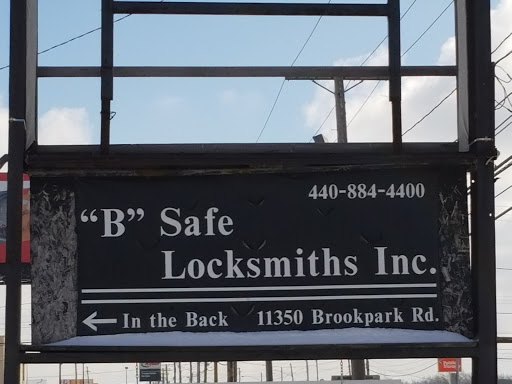 440-884-4400
“B” Safe
Locksmiths Inc.
In the Back 11350 Brookpark Rd.